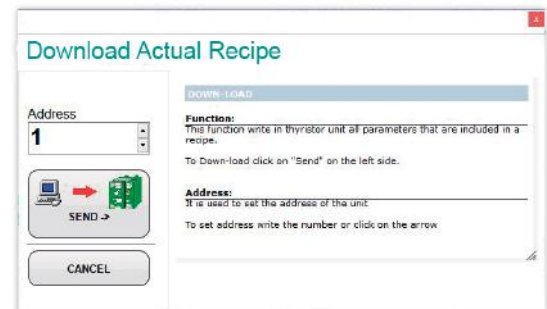 Download Actual Recipe
Address
1
SEND ->
CANCEL
DOWN-LOAD
Function:
This function write in thyristor unit all parameters that are included in a
recipe.
To Down-load click on "Send" on the left side.
Address:
It is used to set the address of the unit
To set address write the number or click on the arrow